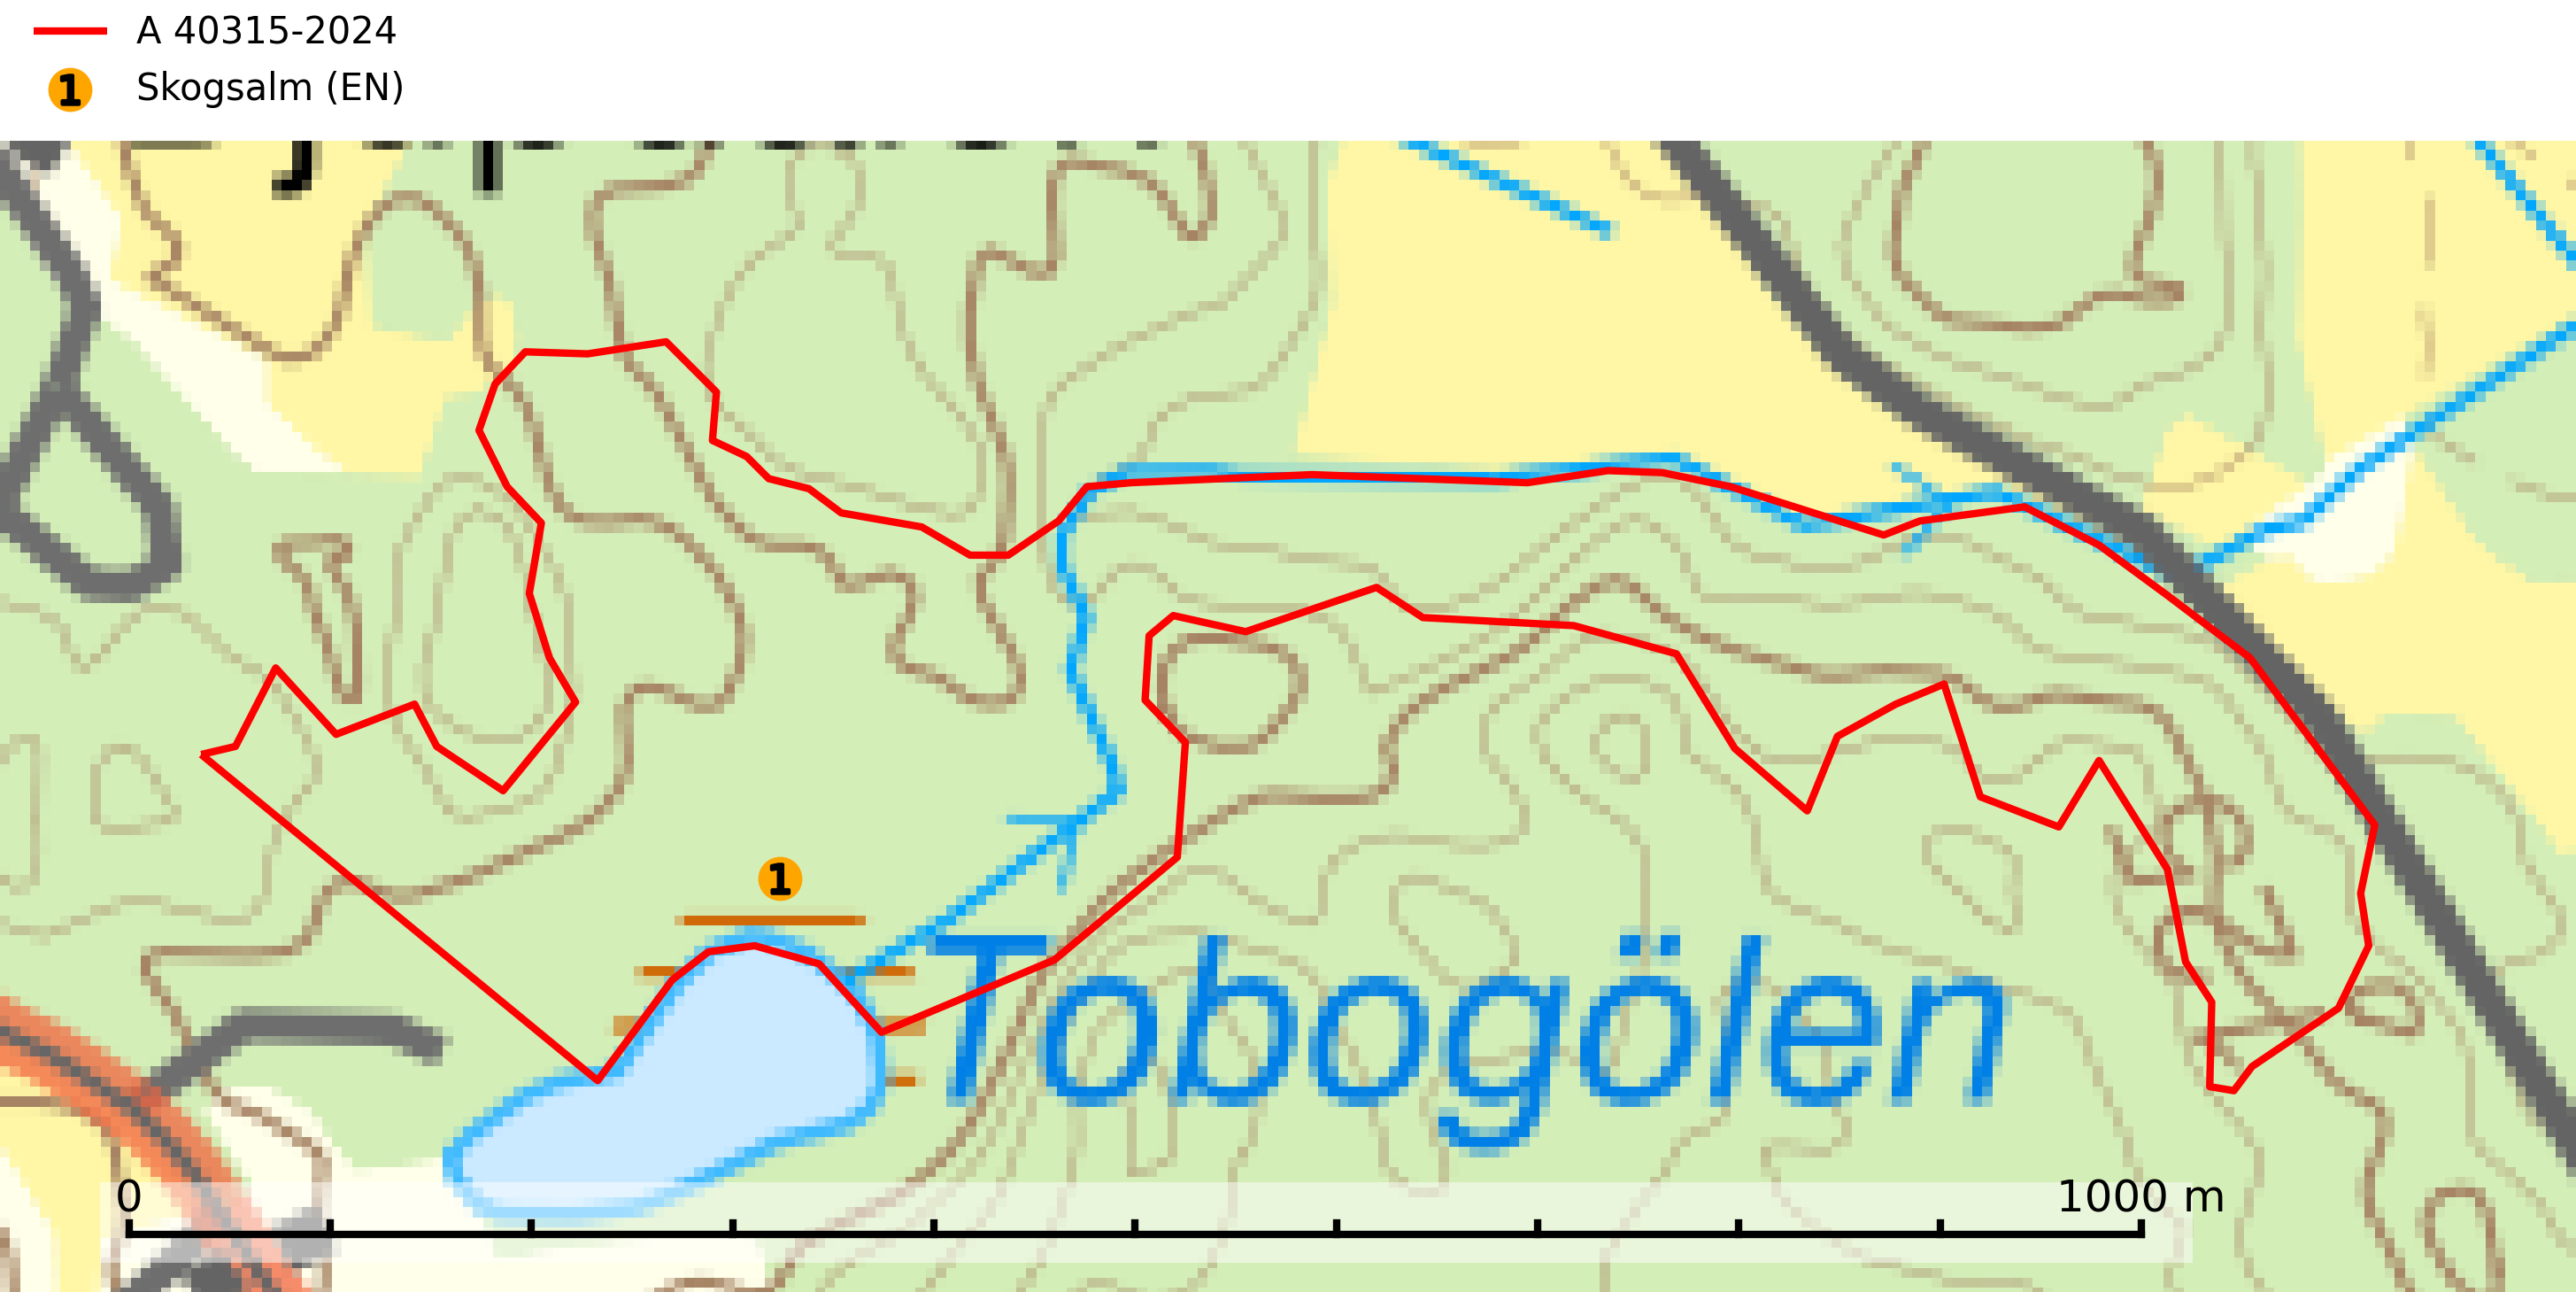 A 40315-2024
1 Skogsalm (EN)
1
Tobogölen
0 1000 m